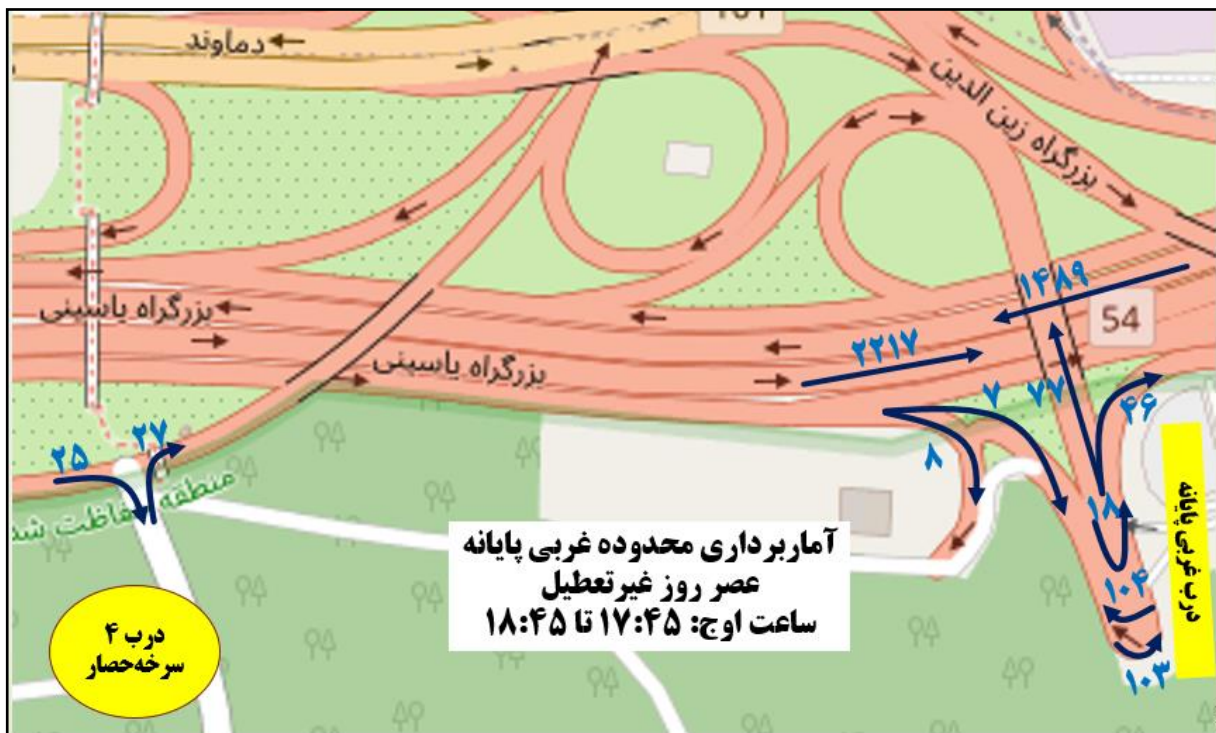 101
دماوند
بزرگراه زین الدین
۱۴۸۹
54
بزرگراه یاسینی
۲۲۱۷
بزرگراه یاسینی
۷
۷۷
۴۶
۸
۲۷
۲۵
۱۸
درب غربی پایانه
آماربرداری محدوده غربی پایانه
عصر روز غیرتعطیل
ساعت اوج: ۱۷:۴۵ تا ۱۸:۴۵
۱۰۴
۱۰۳
درب ۴
سرخه‌حصار